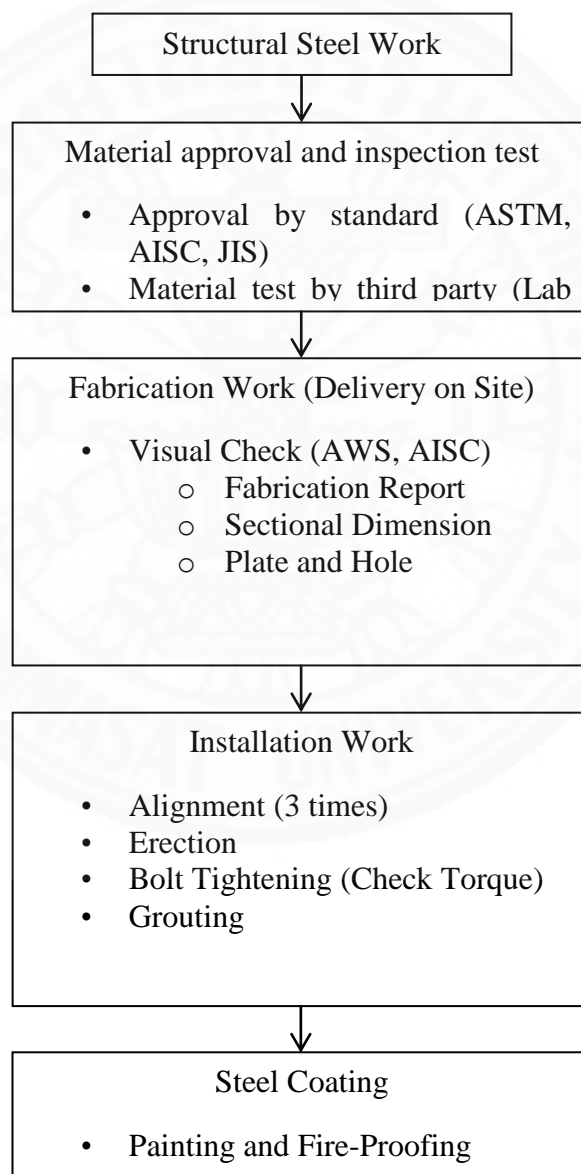 Structural Steel Work
Material approval and inspection test
• Approval by standard (ASTM,
AISC, JIS)
• Material test by third party (Lab
Fabrication Work (Delivery on Site)
• Visual Check (AWS, AISC)
o Fabrication Report
o Sectional Dimension
o Plate and Hole
Installation Work
• Alignment (3 times)
• Erection
• Bolt Tightening (Check Torque)
• Grouting
Steel Coating
• Painting and Fire-Proofing